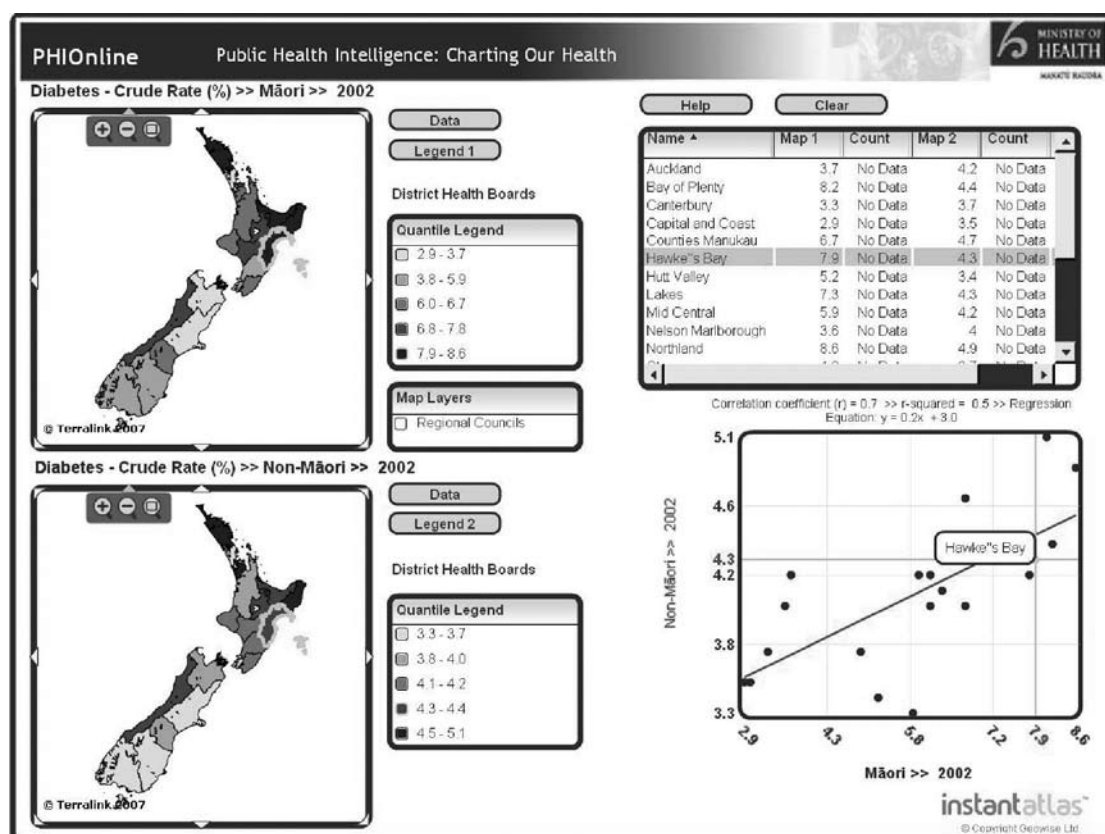 PHIOnline
Public Health Intelligence: Charting Our Health
MINISTRY OF
HEALTH
MANATŪ HAUORA
Diabetes - Crude Rate (%) >> Māori >> 2002
© Terralink 2007
Data
Legend 1
District Health Boards
Quantile Legend
2.9 - 3.7
3.8 - 5.9
6.0 - 6.7
6.8 - 7.8
7.9 - 8.6
Map Layers
Regional Councils
Help
Clear
Name Map 1 Count Map 2 Count
Auckland 3.7 No Data 4.2 No Data
Bay of Plenty 8.2 No Data 4.4 No Data
Canterbury 3.3 No Data 3.7 No Data
Capital and Coast 2.9 No Data 3.5 No Data
Counties Manukau 6.7 No Data 4.7 No Data
Hawke''s Bay 7.9 No Data 4.3 No Data
Hutt Valley 5.2 No Data 3.4 No Data
Lakes 7.3 No Data 4.3 No Data
Mid Central 5.9 No Data 4.2 No Data
Nelson Marlborough 3.6 No Data 4 No Data
Northland 8.6 No Data 4.9 No Data
Diabetes - Crude Rate (%) >> Non-Māori >> 2002
© Terralink 2007
Data
Legend 2
District Health Boards
Quantile Legend
3.3 - 3.7
3.8 - 4.0
4.1 - 4.2
4.3 - 4.4
4.5 - 5.1
Correlation coefficient (r) = 0.7 >> r-squared = 0.5 >> Regression
Equation: y = 0.2x + 3.0
Non-Māori >> 2002
5.1
4.6
4.3
4.2
3.8
3.3
Hawke''s Bay
2.9
4.3
5.8
7.2
7.9
8.6
Māori >> 2002
instantatlas™
© Copyright Geowise Ltd.